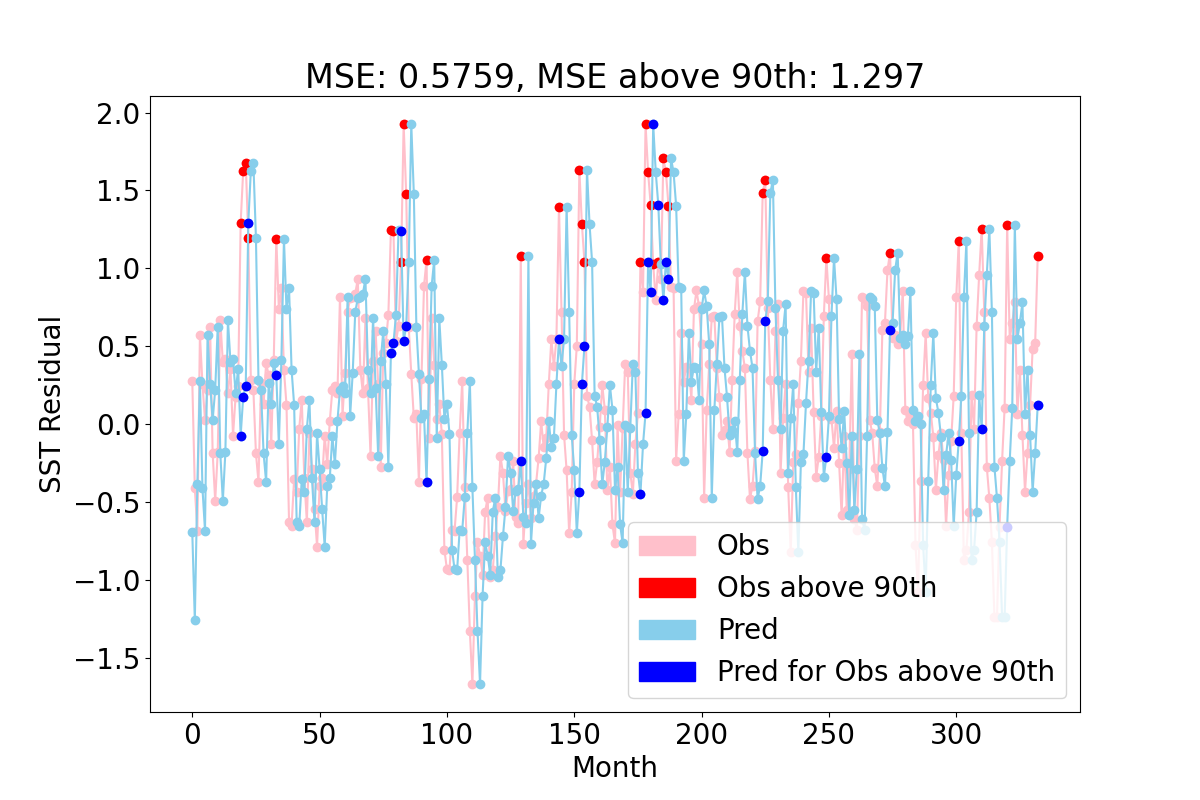 MSE: 0.5759, MSE above 90th: 1.297
2.0
1.5
1.0
0.5
0.0
−0.5
−1.0
−1.5
SST Residual
Obs
Obs above 90th
Pred
Pred for Obs above 90th
0 50 100 150 200 250 300
Month